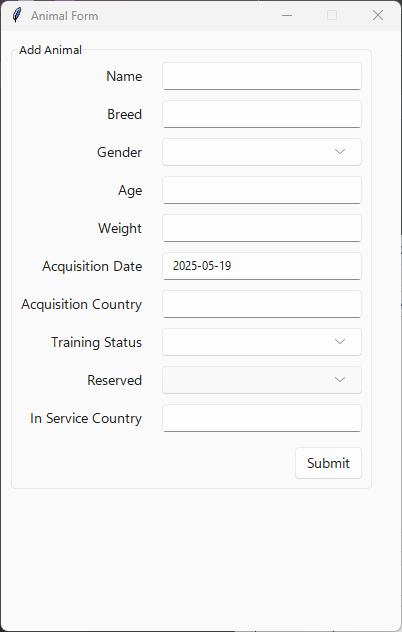 Animal Form
Add Animal
Name
Breed
Gender
Age
Weight
Acquisition Date 2025-05-19
Acquisition Country
Training Status
Reserved
In Service Country
Submit